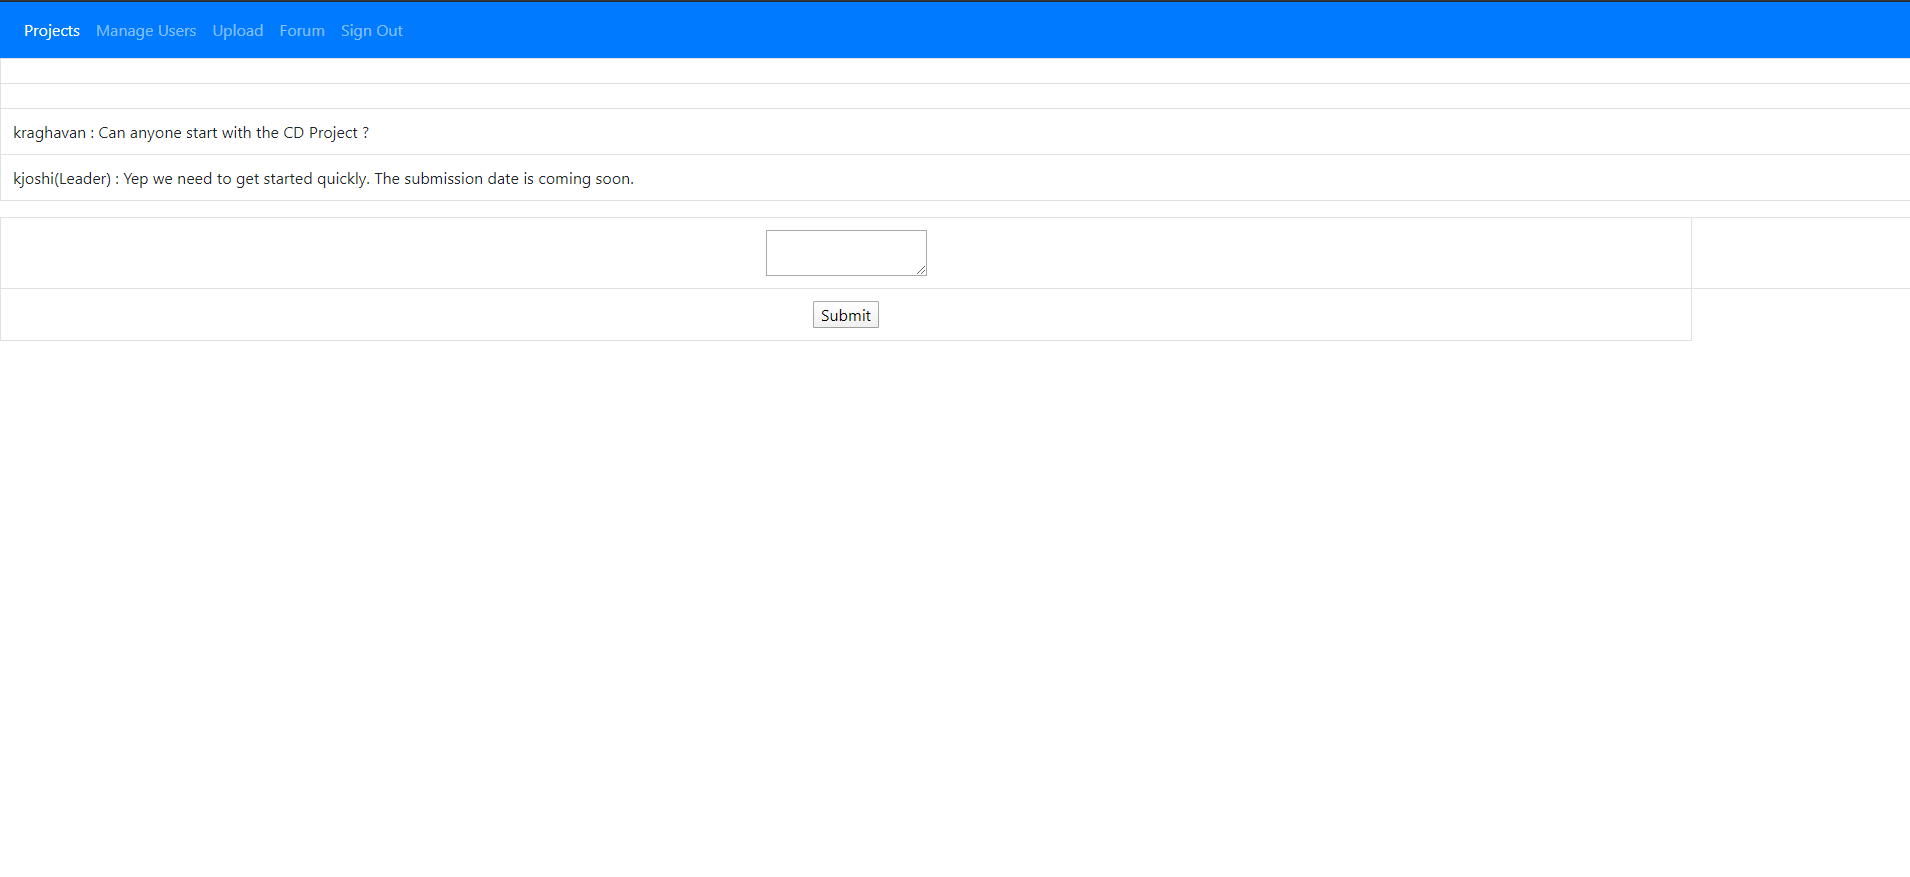 Projects Manage Users Upload Forum Sign Out
kraghavan : Can anyone start with the CD Project ?
kjoshi(Leader) : Yep we need to get started quickly. The submission date is coming soon.
Submit